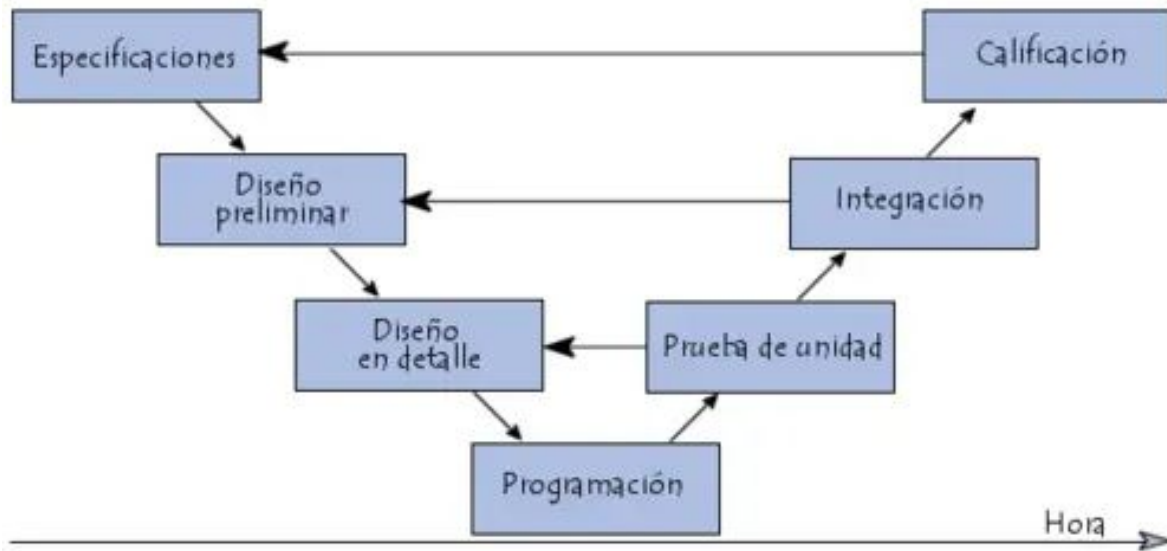 Especificaciones
Calificación
Diseño
preliminar
Integración
Diseño
en detalle
Prueba de unidad
Programación
Hora